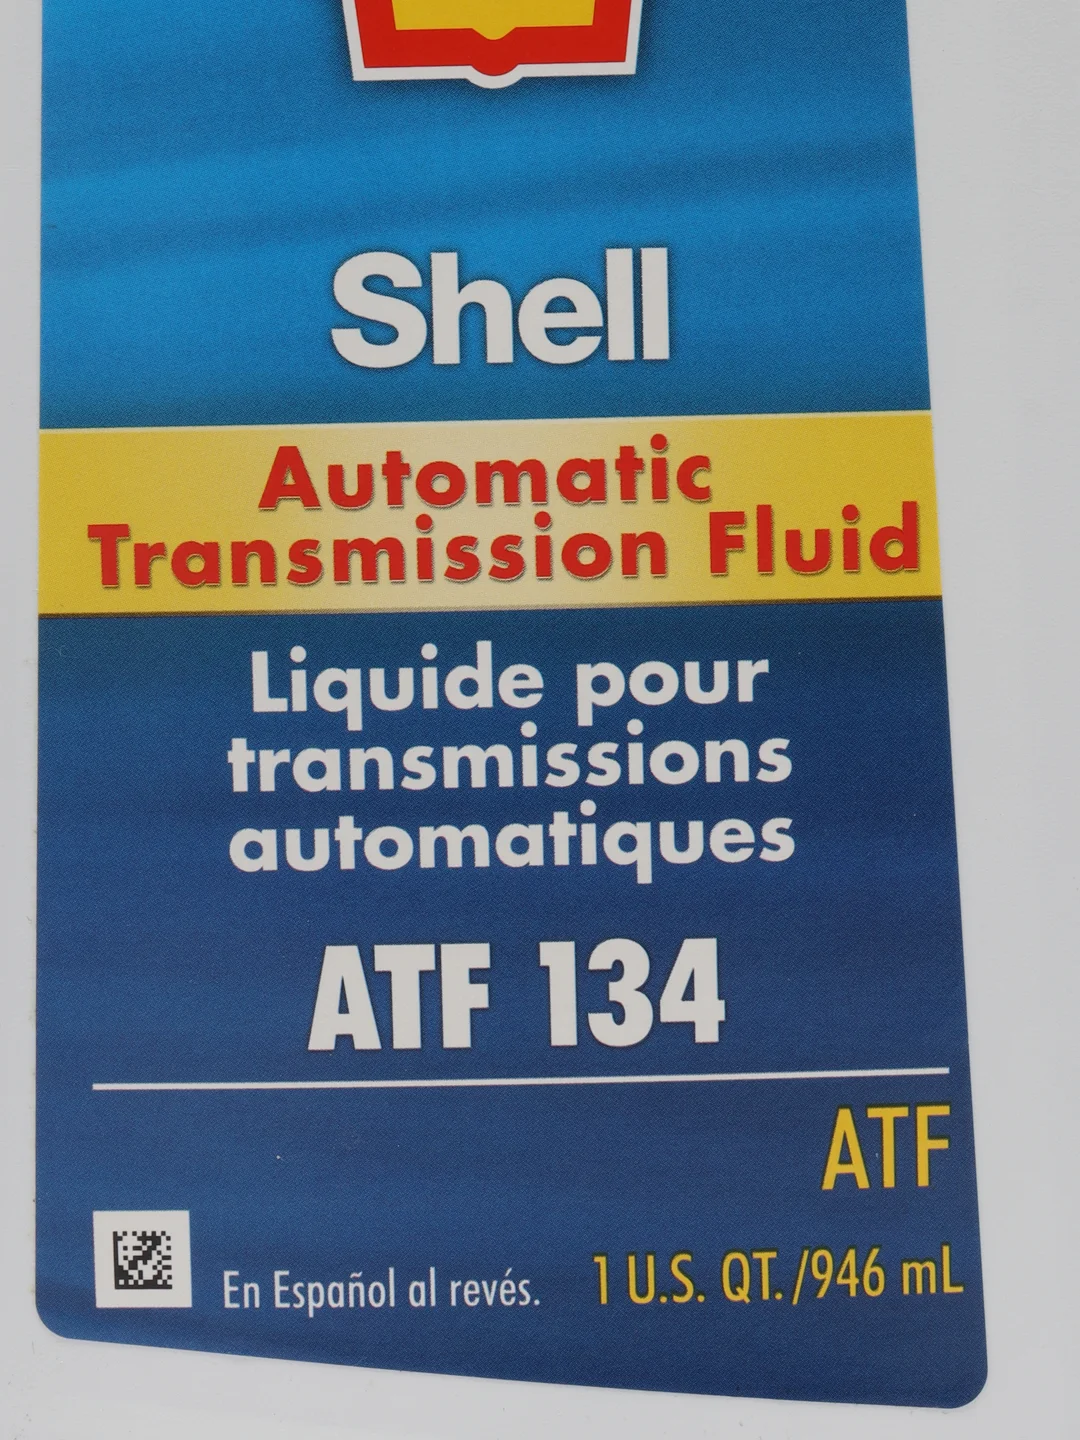 Shell
Automatic
Transmission Fluid
Liquide pour
transmissions
automatiques
ATF 134
ATF
En Español al revés.
1 U.S. QT./946 mL